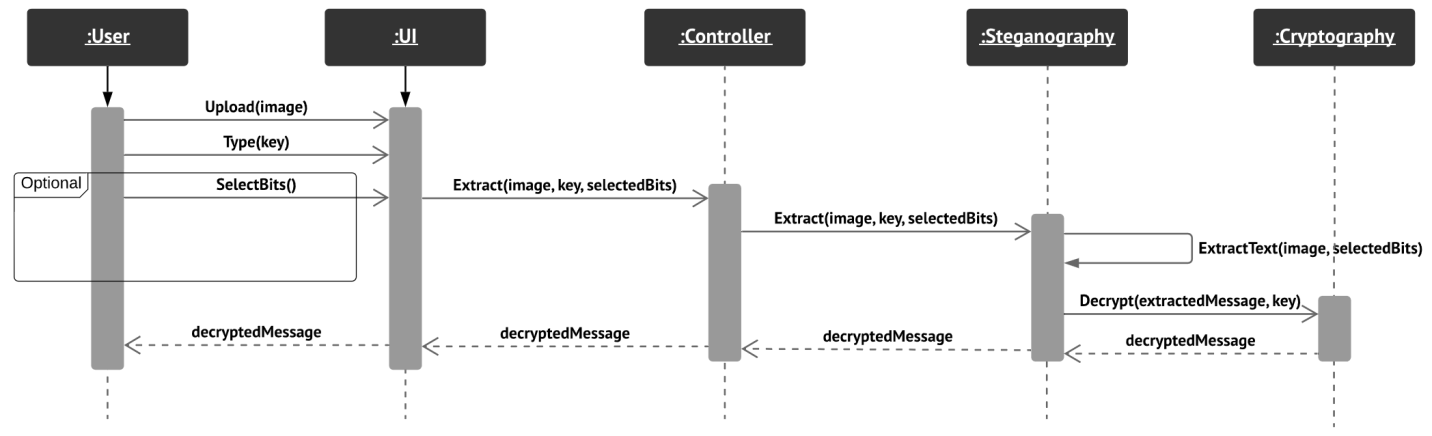 :User
:UI
:Controller
:Steganography
:Cryptography
Upload(image)
Type(key)
Optional
SelectBits()
Extract(image, key, selectedBits)
Extract(image, key, selectedBits)
ExtractText(image, selectedBits)
Decrypt(extractedMessage, key)
decryptedMessage
decryptedMessage
decryptedMessage
decryptedMessage